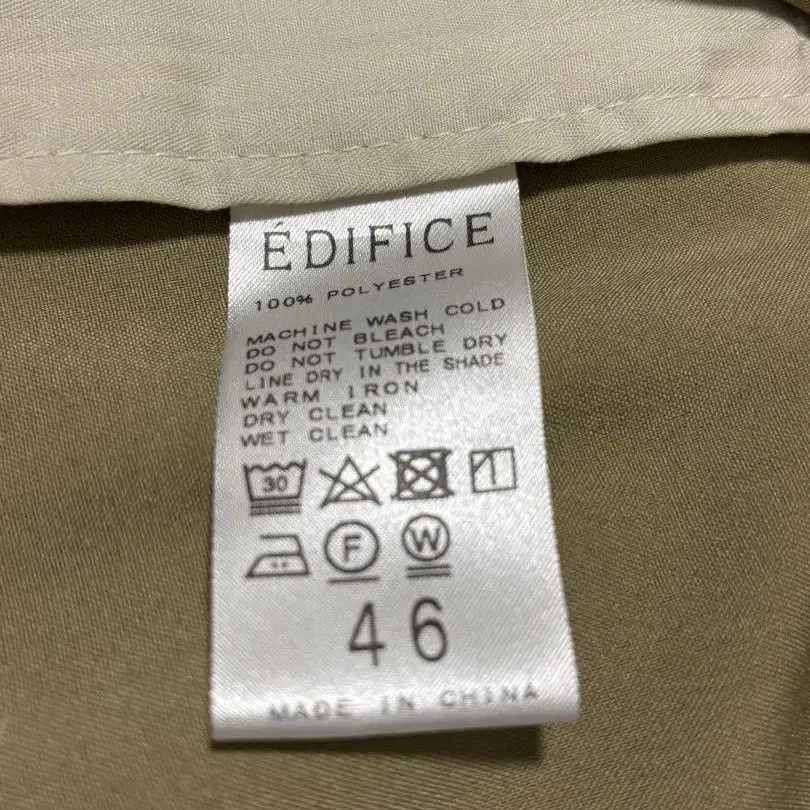 ÉDIFICE
100% POLYESTER
MACHINE WASH COLD
DO NOT BLEACH
DO NOT TUMBLE DRY
LINE DRY IN THE SHADE
WARM IRON
DRY CLEAN
WET CLEAN
30
F W
46
MADE IN CHINA